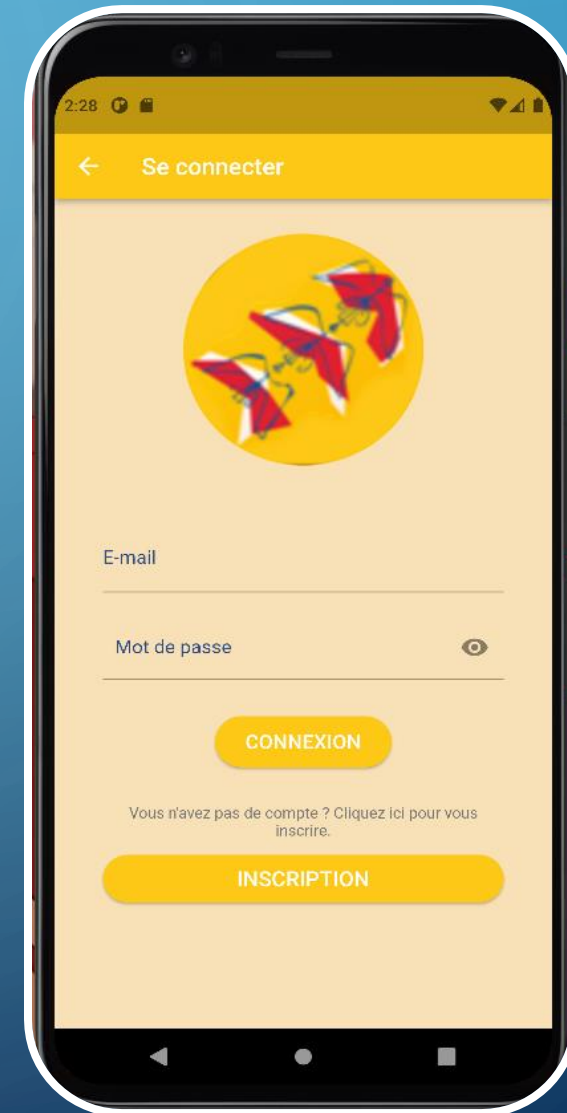 2:28
Se connecter
E-mail
Mot de passe
CONNEXION
Vous n'avez pas de compte ? Cliquez ici pour vous
inscrire.
INSCRIPTION